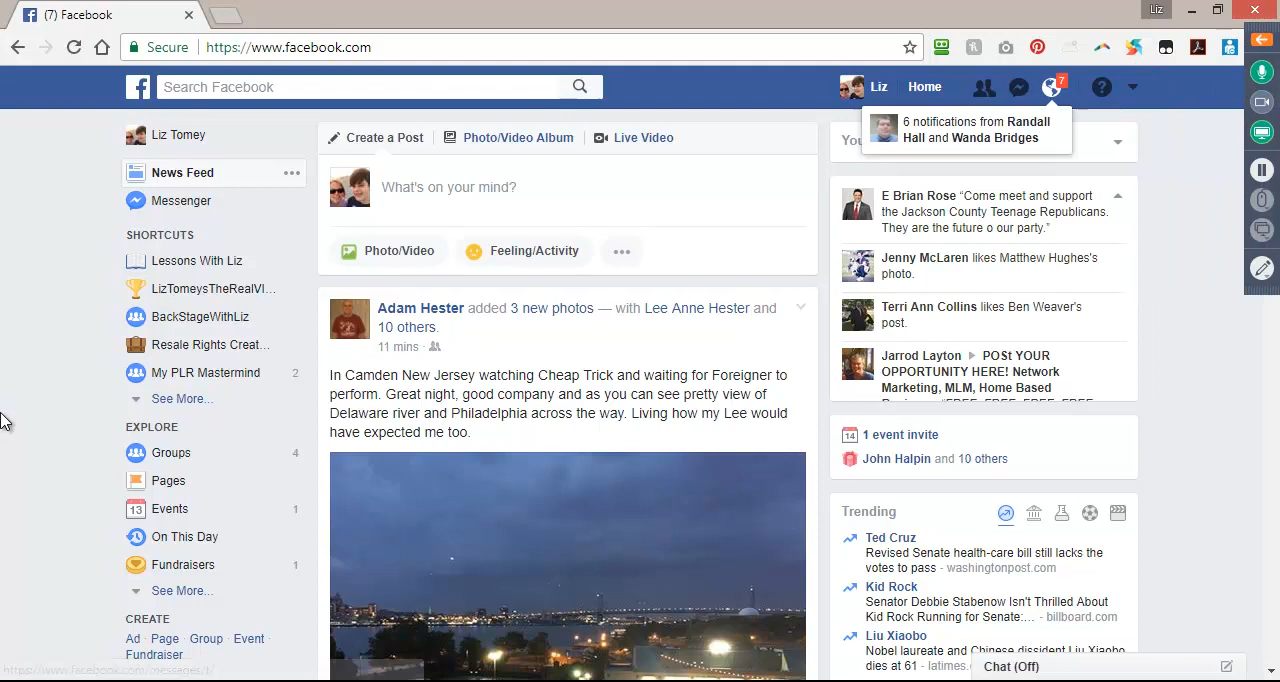 (7) Facebook
Liz
Secure
https://www.facebook.com
Search Facebook
Liz
Home
7
6 notifications from Randall
Hall and Wanda Bridges
Liz Tomey
News Feed
Messenger
SHORTCUTS
Lessons With Liz
LizTomeysTheRealVI...
BackStageWithLiz
Resale Rights Creat...
My PLR Mastermind 2
See More...
EXPLORE
Groups 4
Pages
13
Events 1
On This Day
Fundraisers 1
See More...
CREATE
Ad · Page · Group · Event ·
Fundraiser
https://www.facebook.com/messages/t/
Create a Post
Photo/Video Album
Live Video
What's on your mind?
Photo/Video
Feeling/Activity
Adam Hester added 3 new photos — with Lee Anne Hester and
10 others.
11 mins ·
In Camden New Jersey watching Cheap Trick and waiting for Foreigner to
perform. Great night, good company and as you can see pretty view of
Delaware river and Philadelphia across the way. Living how my Lee would
have expected me too.
You
E Brian Rose “Come meet and support
the Jackson County Teenage Republicans.
They are the future o our party.”
Jenny McLaren likes Matthew Hughes's
photo.
Terri Ann Collins likes Ben Weaver's
post.
Jarrod Layton ▶ POSt YOUR
OPPORTUNITY HERE! Network
Marketing, MLM, Home Based
14
1 event invite
John Halpin and 10 others
Trending
Ted Cruz
Revised Senate health-care bill still lacks the
votes to pass - washingtonpost.com
Kid Rock
Senator Debbie Stabenow Isn't Thrilled About
Kid Rock Running for Senate:... - billboard.com
Liu Xiaobo
Nobel laureate and Chinese dissident Liu Xiaobo
dies at 61 - latimes.
Chat (Off)